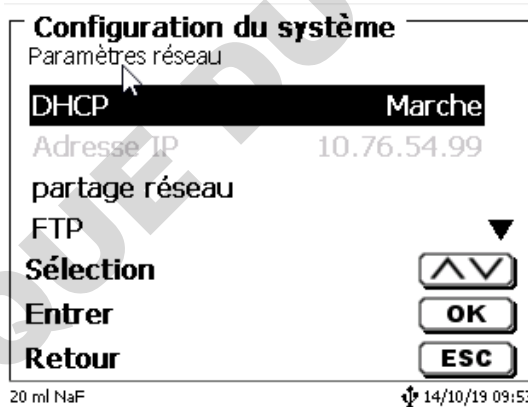 Configuration du système
Paramètres réseau
DHCP Marche
Adresse IP 10.76.54.99
partage réseau
FTP
Sélection
Entrer OK
Retour ESC
20 ml NaF 14/10/19 09:53